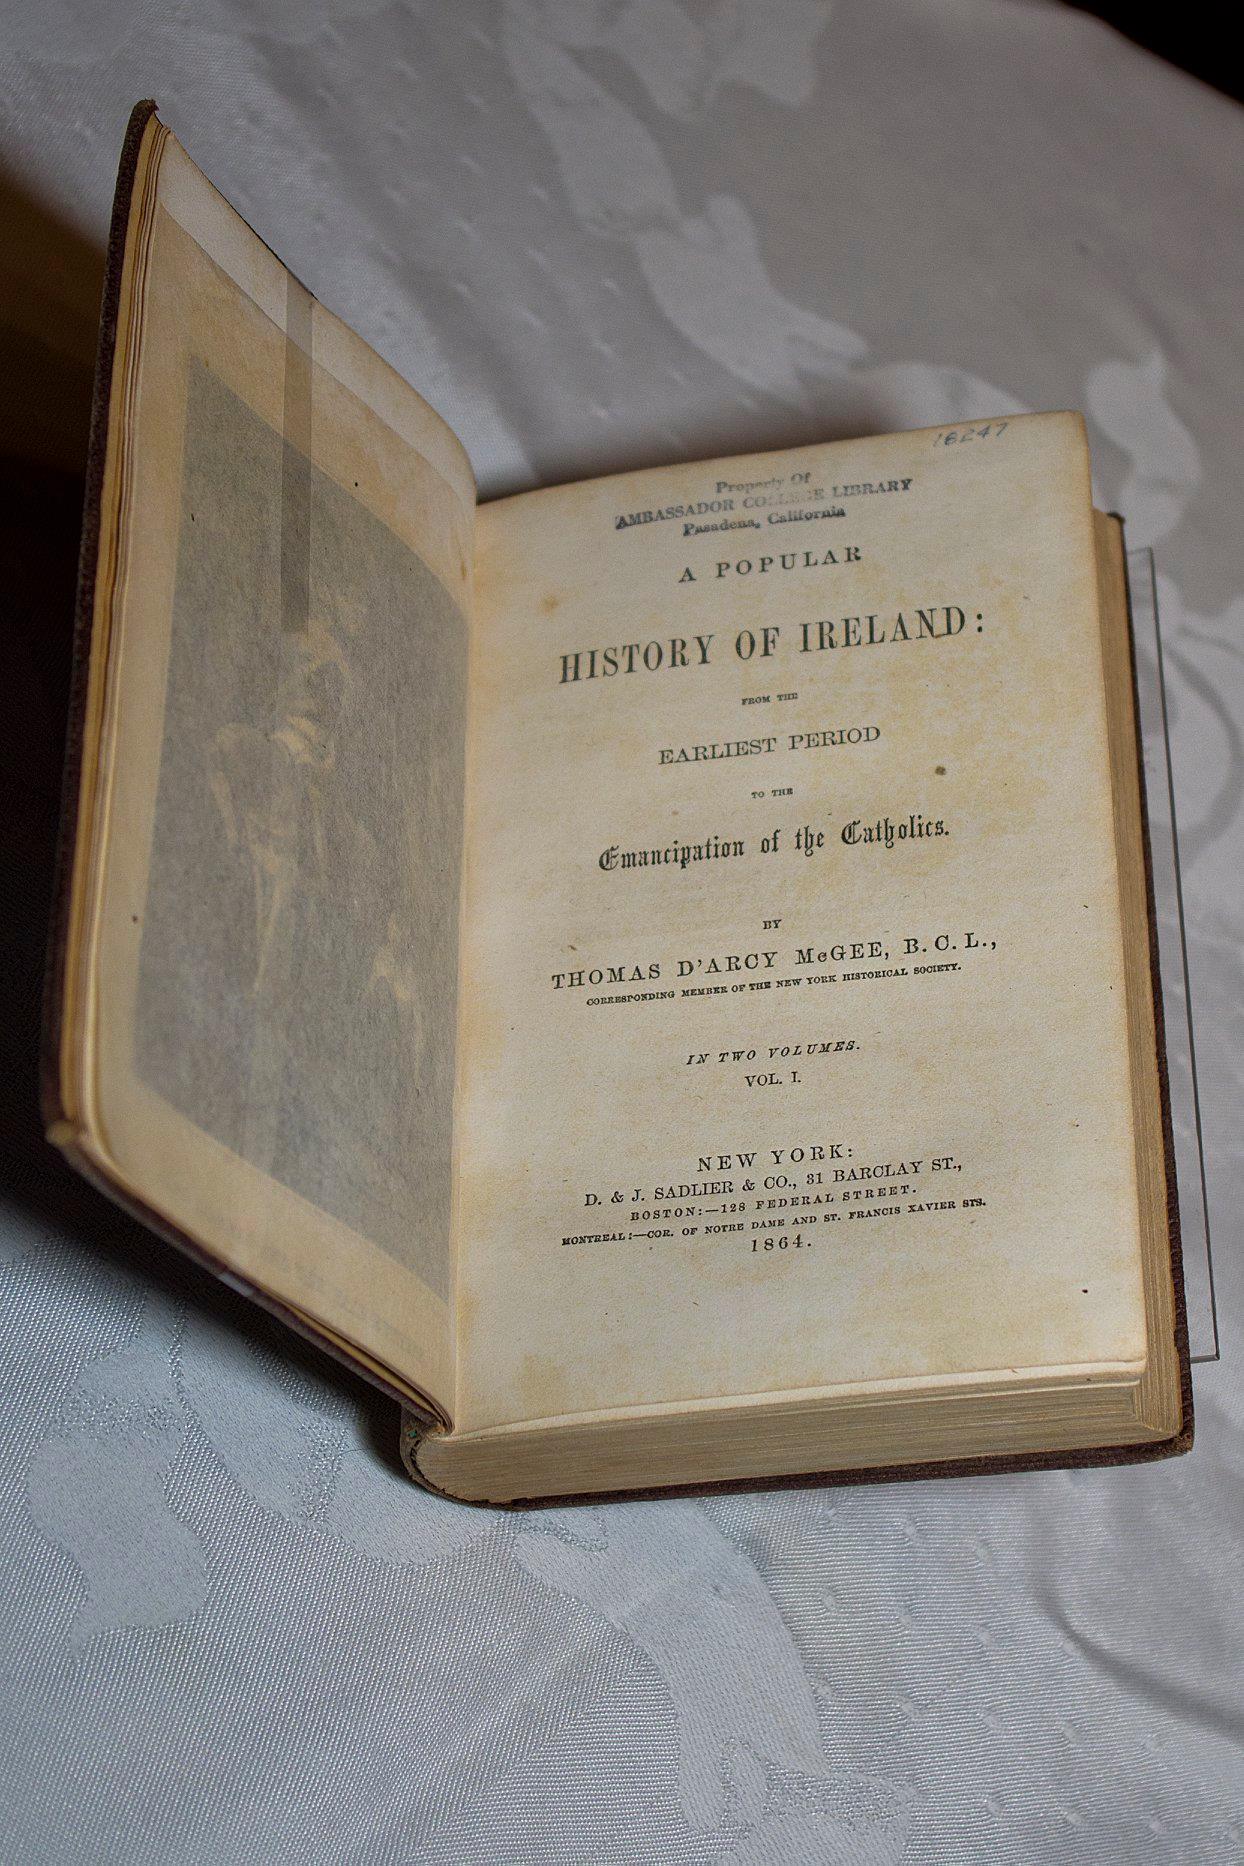 18247
Property Of
AMBASSADOR COLLEGE LIBRARY
Pasadena, California
A POPULAR
HISTORY OF IRELAND:
FROM THE
EARLIEST PERIOD
TO THE
Emancipation of the Catholics.
BY
THOMAS D'ARCY McGEE, B.C.L.,
CORRESPONDING MEMBER OF THE NEW YORK HISTORICAL SOCIETY.
IN TWO VOLUMES.
VOL. I.
NEW YORK:
D. & J. SADLIER & CO., 31 BARCLAY ST.,
BOSTON:—128 FEDERAL STREET.
MONTREAL:—COR. OF NOTRE DAME AND ST. FRANCIS XAVIER STS.
1864.